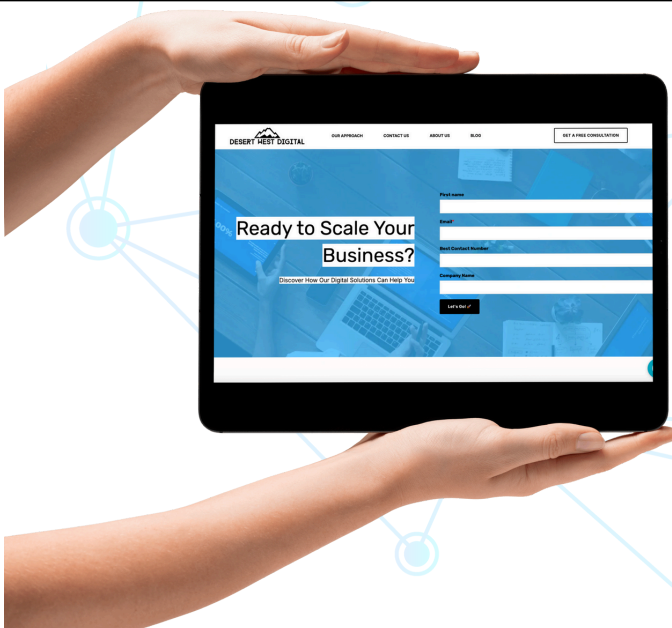 DESERT WEST DIGITAL
OUR APPROACH
CONTACT US
ABOUT US
BLOG
GET A FREE CONSULTATION
Ready to Scale Your
Business?
Discover How Our Digital Solutions Can Help You
First name
Email*
Best Contact Number
Company Name
Let's Go!